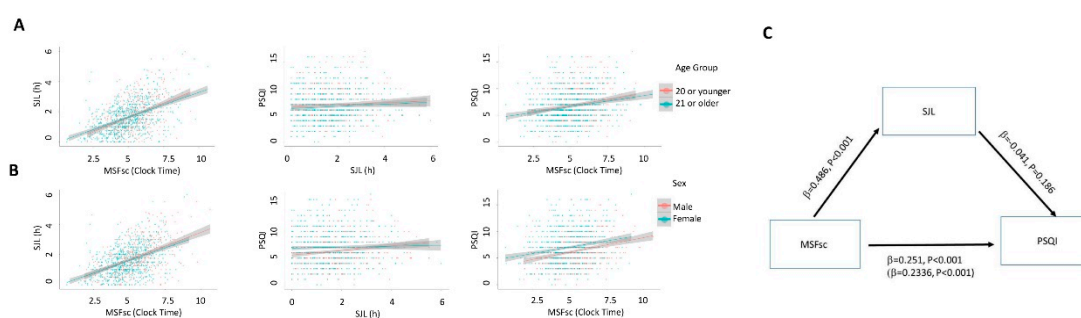 A
SJL (h)
0
2
4
6
2.5
5.0
7.5
10
MSFsc (Clock Time)
PSQI
0
5
10
15
0
2
4
6
SJL (h)
PSQI
0
5
10
15
2.5
5.0
7.5
10
MSFsc (Clock Time)
Age Group
20 or younger
21 or older
B
SJL (h)
0
2
4
6
2.5
5.0
7.5
10
MSFsc (Clock Time)
PSQI
0
5
10
15
0
2
4
6
SJL (h)
PSQI
0
5
10
15
2.5
5.0
7.5
10
MSFsc (Clock Time)
Sex
Male
Female
C
SJL
β=0.486, P<0.001
β=-0.041, P=0.186
MSFsc
PSQI
β=0.251, P<0.001
(β=0.2336, P<0.001)